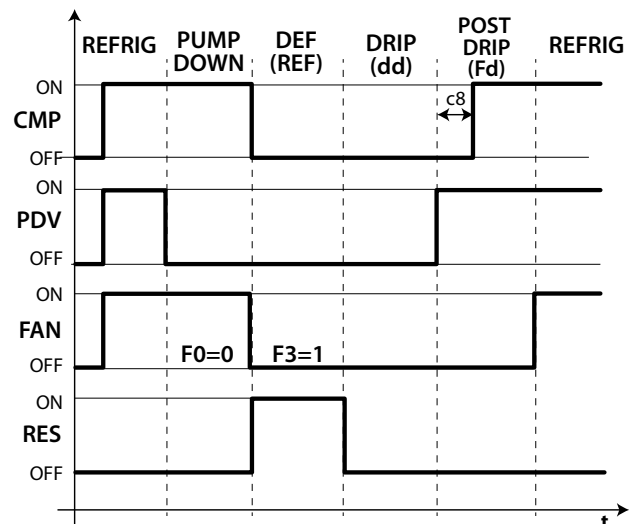 REFRIG PUMP DOWN DEF (REF) DRIP (dd) POST DRIP (Fd) REFRIG
ON
CMP
c8
OFF
ON
PDV
OFF
ON
FAN
F0=0 F3=1
OFF
ON
RES
OFF
t